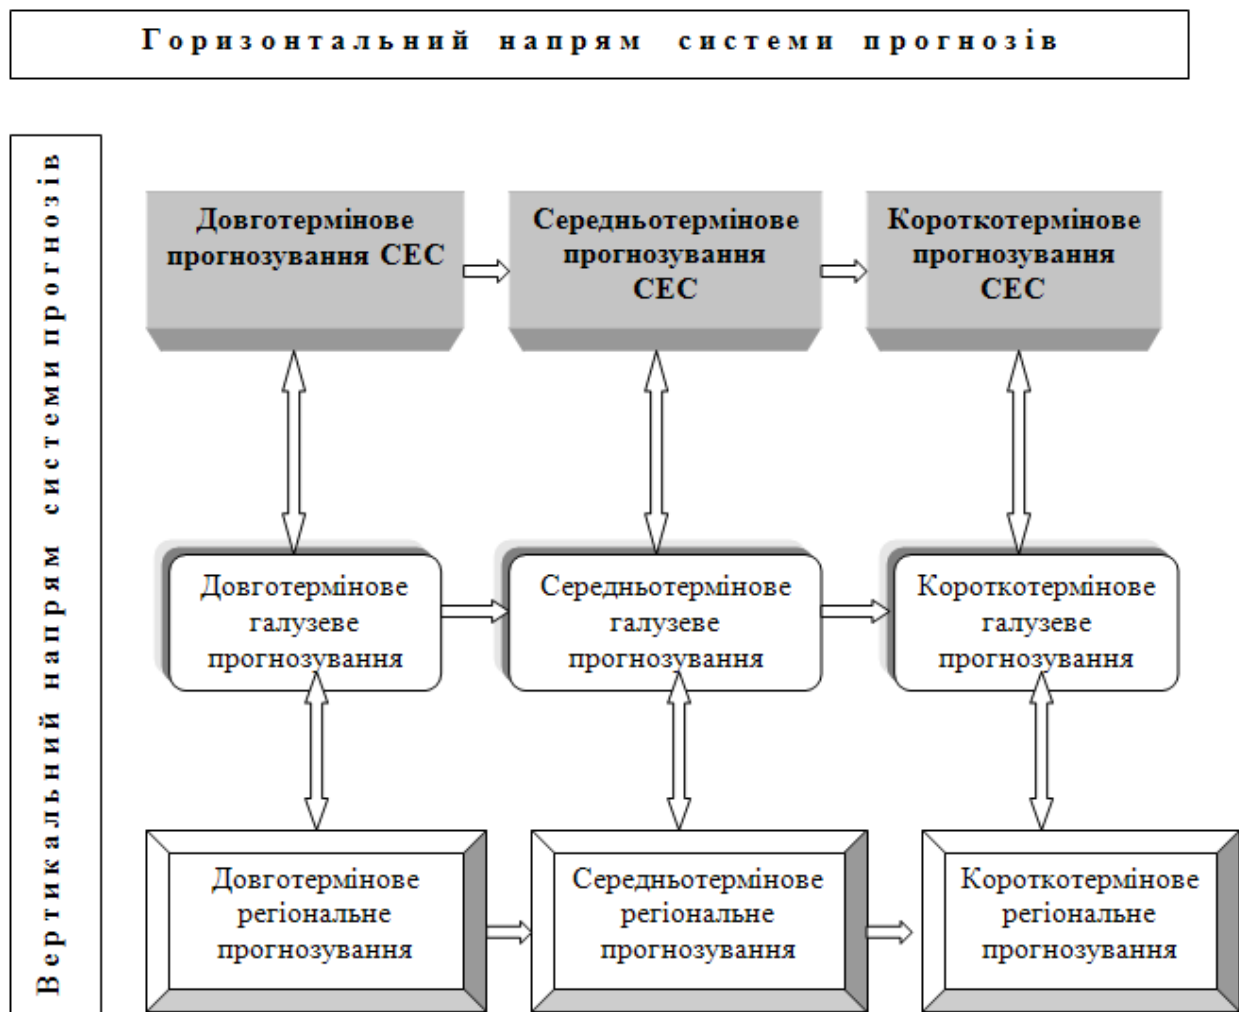 Горизонтальний напрям системи прогнозів
Вертикальний напрям системи прогнозів
Довготермінове
прогнозування СЕС
Середньотермінове
прогнозування
СЕС
Короткотермінове
прогнозування
СЕС
Довготермінове
галузеве
прогнозування
Середньотермінове
галузеве
прогнозування
Короткотермінове
галузеве
прогнозування
Довготермінове
регіональне
прогнозування
Середньотермінове
регіональне
прогнозування
Короткотермінове
регіональне
прогнозування